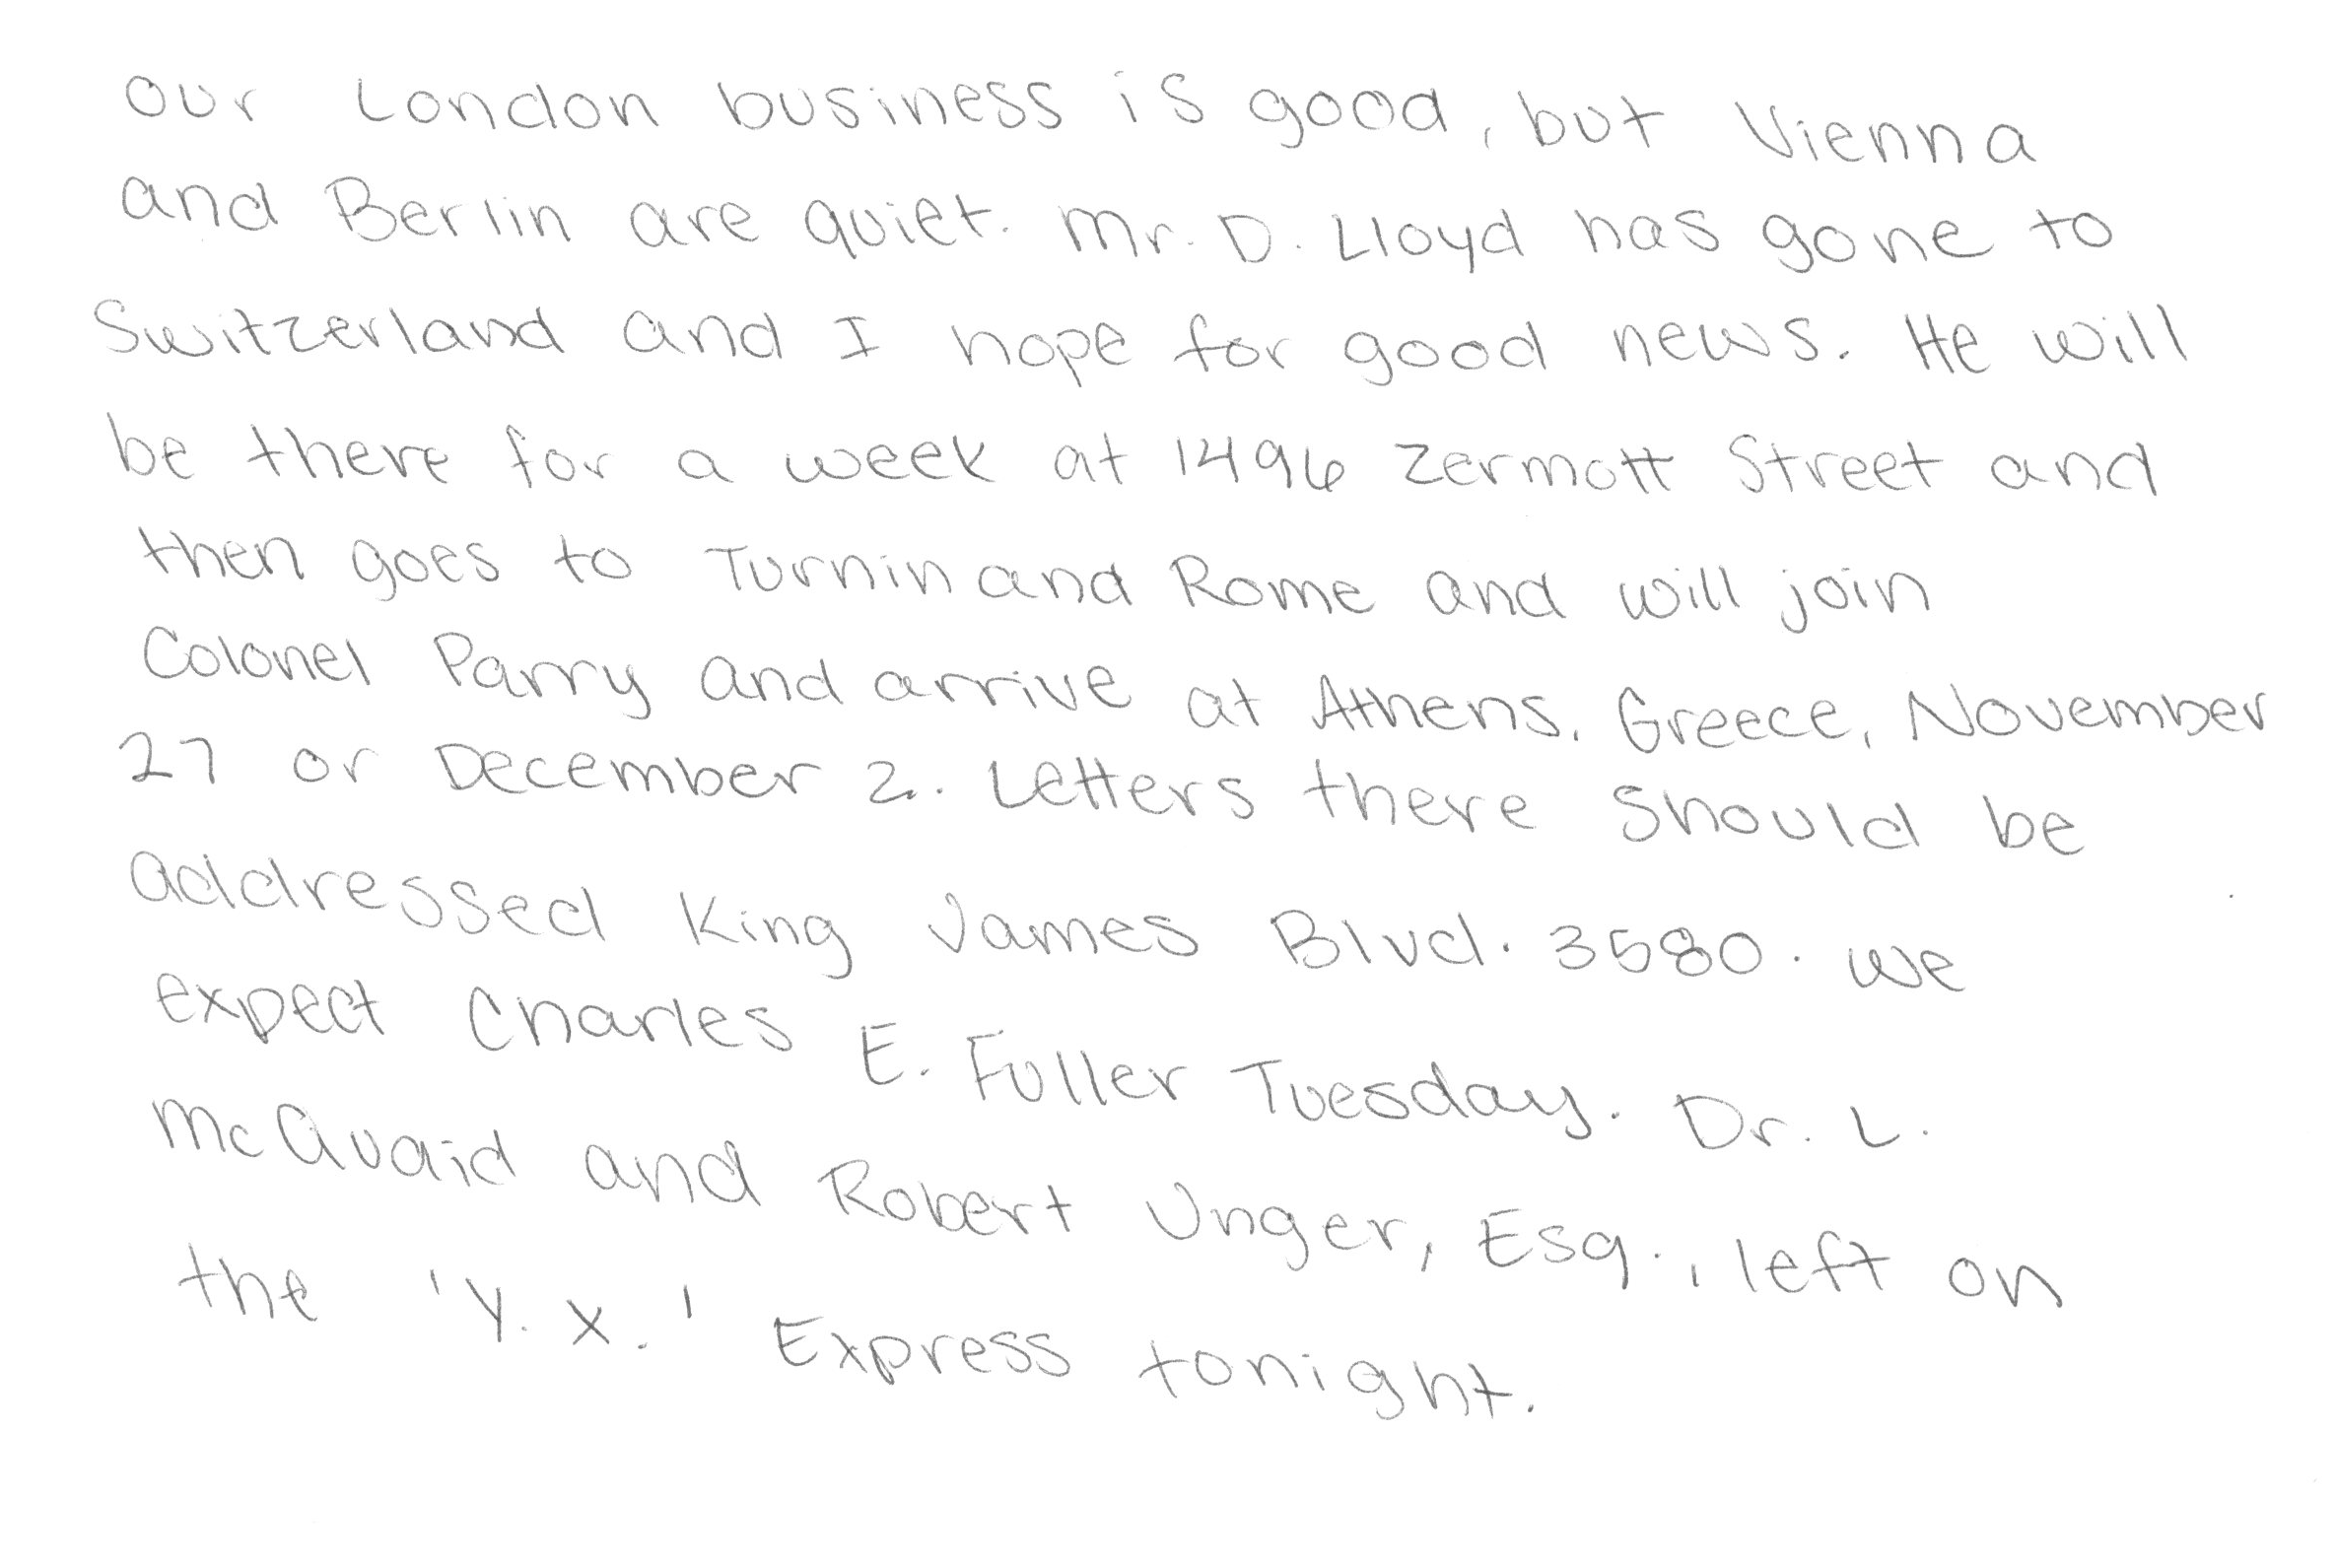 Our London business is good, but Vienna
and Berlin are quiet. Mr. D. Lloyd has gone to
Switzerland and I hope for good news. He will
be there for a week at 1496 Zermott Street and
then goes to Turnin and Rome and will join
Colonel Parry and arrive at Athens, Greece, November
27 or December 2. Letters there should be
addressed King James Blvd. 3580. We
expect Charles E. Fuller Tuesday. Dr. L.
McQuaid and Robert Unger, Esq., left on
the 'Y. X.' Express tonight.